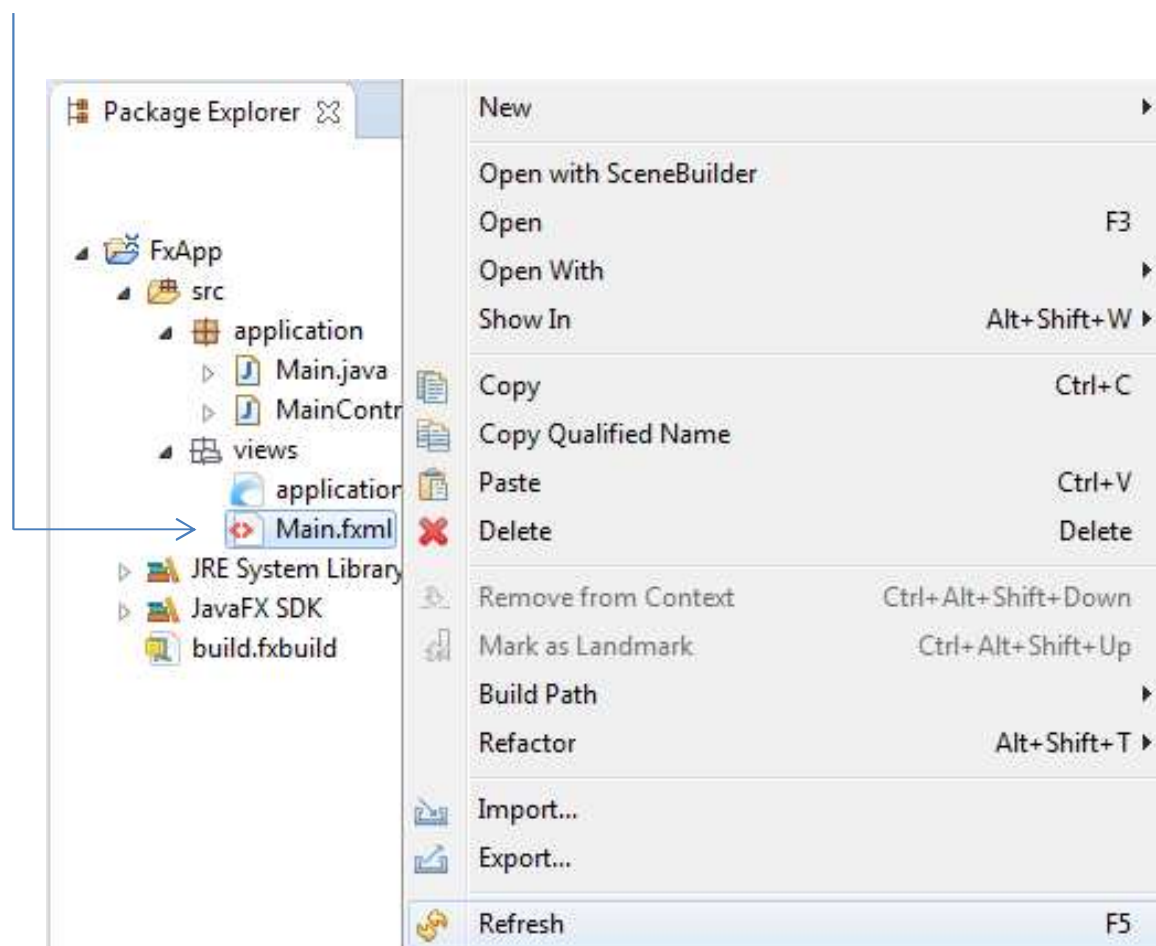 Package Explorer
FxApp
src
application
Main.java
MainContr
views
application
Main.fxml
JRE System Library
JavaFX SDK
build.fxbuild
New
Open with SceneBuilder
Open F3
Open With
Show In Alt+Shift+W
Copy Ctrl+C
Copy Qualified Name
Paste Ctrl+V
Delete Delete
Remove from Context Ctrl+Alt+Shift+Down
Mark as Landmark Ctrl+Alt+Shift+Up
Build Path
Refactor Alt+Shift+T
Import...
Export...
Refresh F5